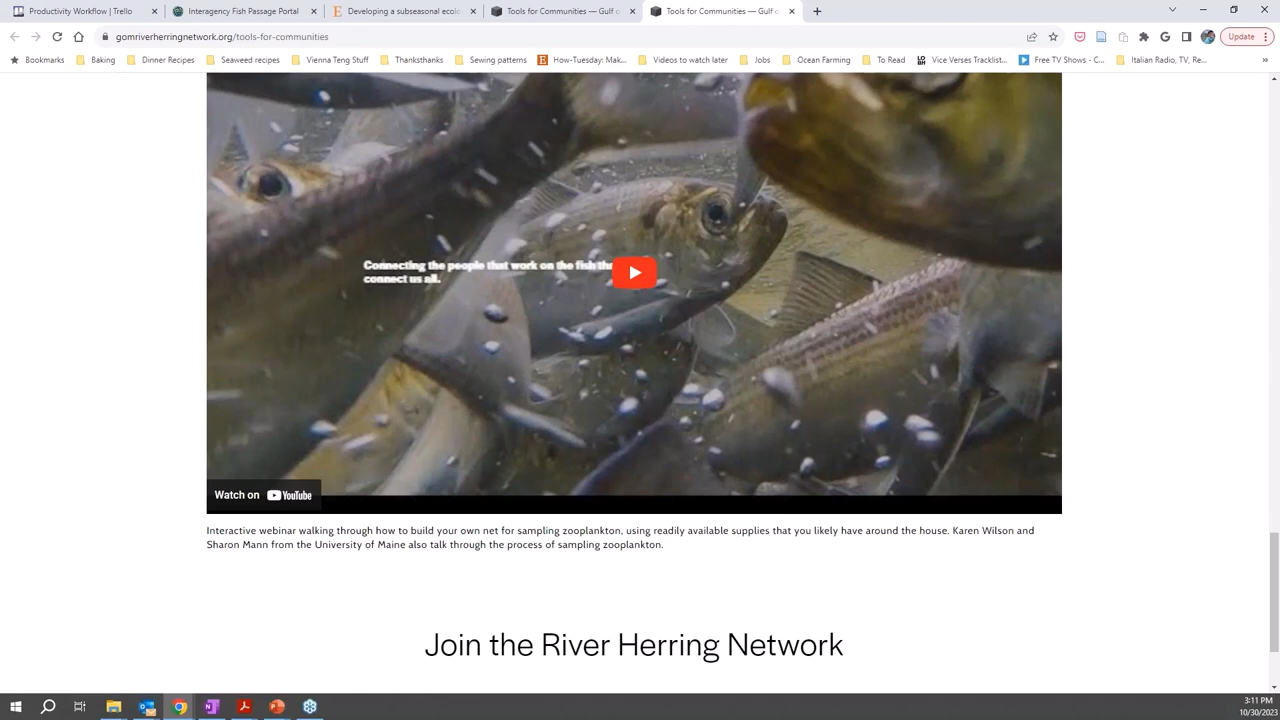 Productivity Workflow | Trello
Interagency Fish Passage Portal
Developing a subseasonal ecol
Tools for Communities — Gulf o
Tools for Communities — Gulf o
gomriverherringnetwork.org/tools-for-communities
Update
Bookmarks
Baking
Dinner Recipes
Seaweed recipes
Vienna Teng Stuff
Thanksthanks
Sewing patterns
How-Tuesday: Mak...
Videos to watch later
Jobs
Ocean Farming
To Read
Vice Verses Tracklist...
Free TV Shows - C...
Italian Radio, TV, Re...
Connecting the people that work on the fish
connect us all.
Watch on YouTube
Interactive webinar walking through how to build your own net for sampling zooplankton, using readily available supplies that you likely have around the house. Karen Wilson and
Sharon Mann from the University of Maine also talk through the process of sampling zooplankton.
Join the River Herring Network
3:11 PM
10/30/2023